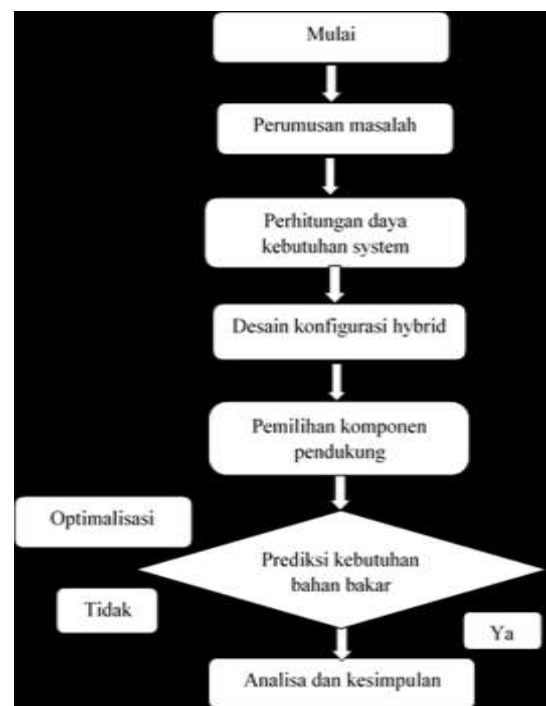 Mulai
Perumusan masalah
Perhitungan daya
kebutuhan system
Desain konfigurasi hybrid
Pemilihan komponen
pendukung
Optimalisasi
Prediksi kebutuhan
bahan bakar
Tidak
Ya
Analisa dan kesimpulan